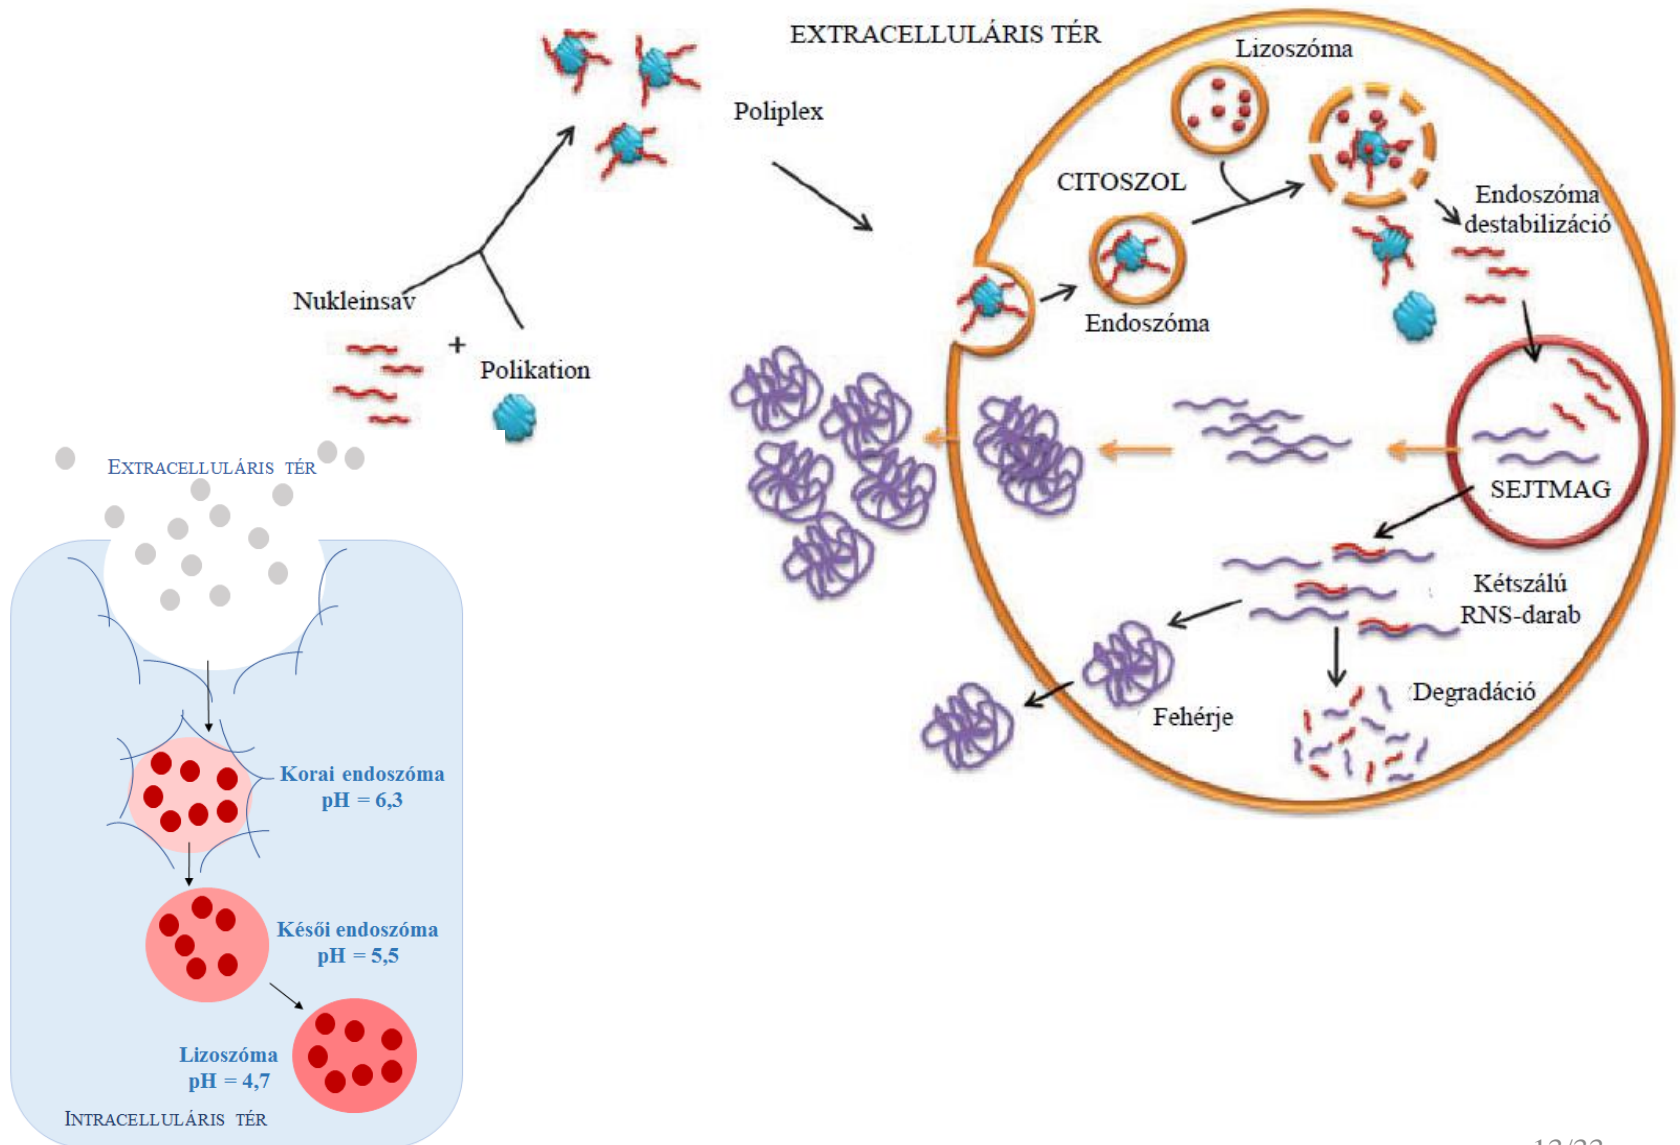 EXTRACELLULÁRIS TÉR
Lizoszóma
Poliplex
CITOSZOL
Endoszóma
destabilizáció
Nukleinsav
Endoszóma
+
Polikation
EXTRACELLULÁRIS TÉR
SEJTMAG
Kétszálú
RNS-darab
Degradáció
Fehérje
Korai endoszóma
pH = 6,3
Késői endoszóma
pH = 5,5
Lizoszóma
pH = 4,7
INTRACELLULÁRIS TÉR